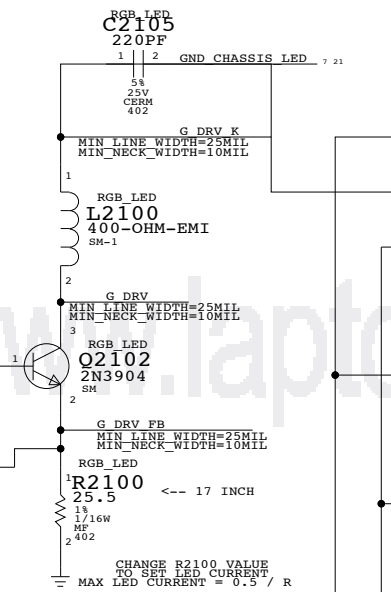 RGB_LED
C2105
220PF
1 2 GND_CHASSIS_LED 7 21
5%
25V
CERM
402
G_DRV_K
MIN_LINE_WIDTH=25MIL
MIN_NECK_WIDTH=10MIL
1
RGB_LED
L2100
400-OHM-EMI
SM-1
2
G_DRV
MIN_LINE_WIDTH=25MIL
MIN_NECK_WIDTH=10MIL
3
RGB_LED
1 Q2102
2N3904
SM
2
G_DRV_FB
MIN_LINE_WIDTH=25MIL
MIN_NECK_WIDTH=10MIL
RGB_LED
1 R2100
25.5 <-- 17 INCH
1%
1/16W
MF
2 402
CHANGE R2100 VALUE
TO SET LED CURRENT
MAX LED CURRENT = 0.5 / R
www.lapto